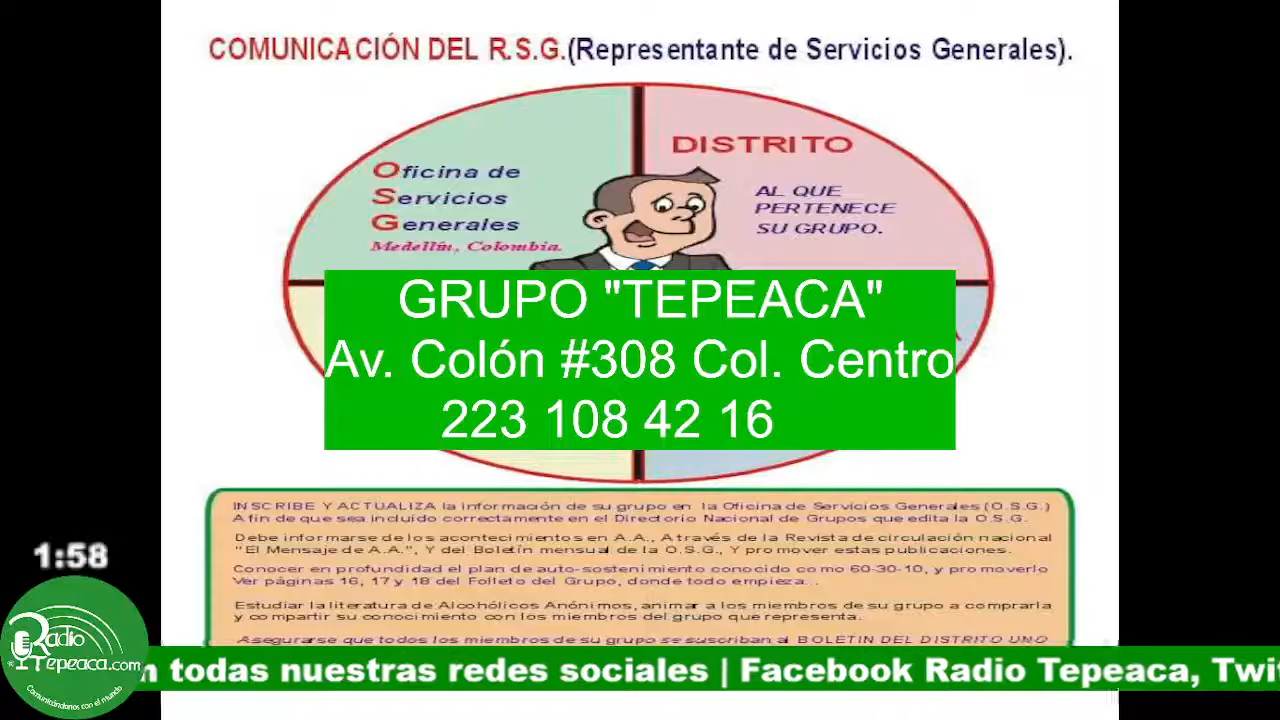 COMUNICACIÓN DEL R.S.G.(Representante de Servicios Generales).
Oficina de
Servicios
Generales
Medellín, Colombia.
DISTRITO
AL QUE
PERTENECE
SU GRUPO.
GRUPO "TEPEACA"
Av. Colón #308 Col. Centro
223 108 42 16
INSCRIBE Y ACTUALIZA la información de su grupo en la Oficina de Servicios Generales (O.S.G.)
A fin de que sea incluido correctamente en el Directorio Nacional de Grupos que edita la O.S.G.
Debe informarse de los acontecimientos en A.A., A través de la Revista de circulación nacional
"El Mensaje de A.A.", Y del Boletín mensual de la O.S.G., Y promover estas publicaciones.
Conocer en profundidad el plan de auto-sostenimiento conocido como 60-30-10, y promoverlo
Ver páginas 16, 17 y 18 del Folleto del Grupo, donde todo empieza...
Estudiar la literatura de Alcohólicos Anónimos, animar a los miembros de su grupo a comprarla
y compartir su conocimiento con los miembros del grupo que representa.
Asegurarse que todos los miembros de su grupo se suscriban al BOLETIN DEL DISTRITO UNO
1:58
Radio
Tepeaca.com
Comunicándonos con el mundo
n todas nuestras redes sociales | Facebook Radio Tepeaca, Twi